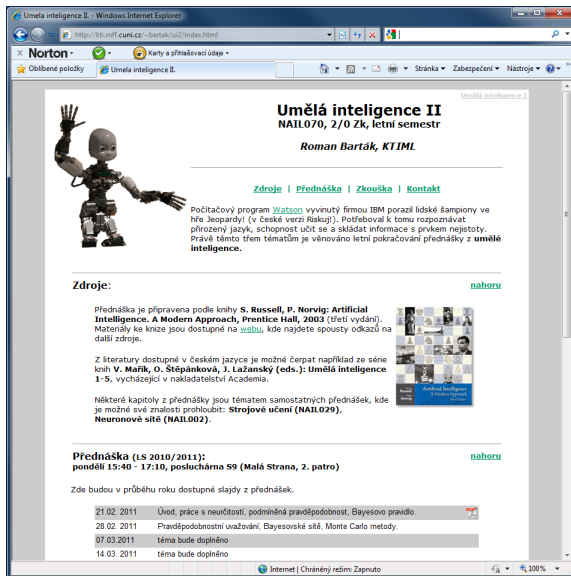 Umela inteligence II. - Windows Internet Explorer
http://kti.mff.cuni.cz/~bartak/ui2/index.html
Norton
Karty a přihlašovací údaje
Oblíbené položky
Umela inteligence II.
Stránka
Zabezpečení
Nástroje
Umělá inteligence I
Umělá inteligence II
NAIL070, 2/0 Zk, letní semestr
Roman Barták, KTIML
Zdroje | Přednáška | Zkouška | Kontakt
Počítačový program Watson vyvinutý firmou IBM porazil lidské šampiony ve
hře Jeopardy! (v české verzi Riskuj!). Potřeboval k tomu rozpoznávat
přirozený jazyk, schopnost učit se a skládat informace s prvkem nejistoty.
Právě těmto třem tématům je věnováno letní pokračování přednášky z umělé
inteligence.
Zdroje:
nahoru
Přednáška je připravena podle knihy S. Russell, P. Norvig: Artificial
Intelligence. A Modern Approach, Prentice Hall, 2003 (třetí vydání).
Materiály ke knize jsou dostupné na webu, kde najdete spousty odkazů na
další zdroje.
Z literatury dostupné v českém jazyce je možné čerpat například ze série
knih V. Mařík, O. Štěpánková, J. Lažanský (eds.): Umělá inteligence
1-5, vycházející v nakladatelství Academia.
Některé kapitoly z přednášky jsou tématem samostatných přednášek, kde
je možné své znalosti prohloubit: Strojové učení (NAIL029),
Neuronové sítě (NAIL002).
Russell
Norvig
Artificial Intelligence
A Modern Approach
Third Edition
Přednáška (LS 2010/2011):
nahoru
pondělí 15:40 - 17:10, posluchárna S9 (Malá Strana, 2. patro)
Zde budou v průběhu roku dostupné slajdy z přednášek.
21.02. 2011 Úvod, práce s neurčitostí, podmíněná pravděpodobnost, Bayesovo pravidlo.
28.02. 2011 Pravděpodobnostní uvažování, Bayesovské sítě, Monte Carlo metody.
07.03.2011 téma bude doplněno
14.03. 2011 téma bude doplněno
Internet | Chráněný režim: Zapnuto
100%